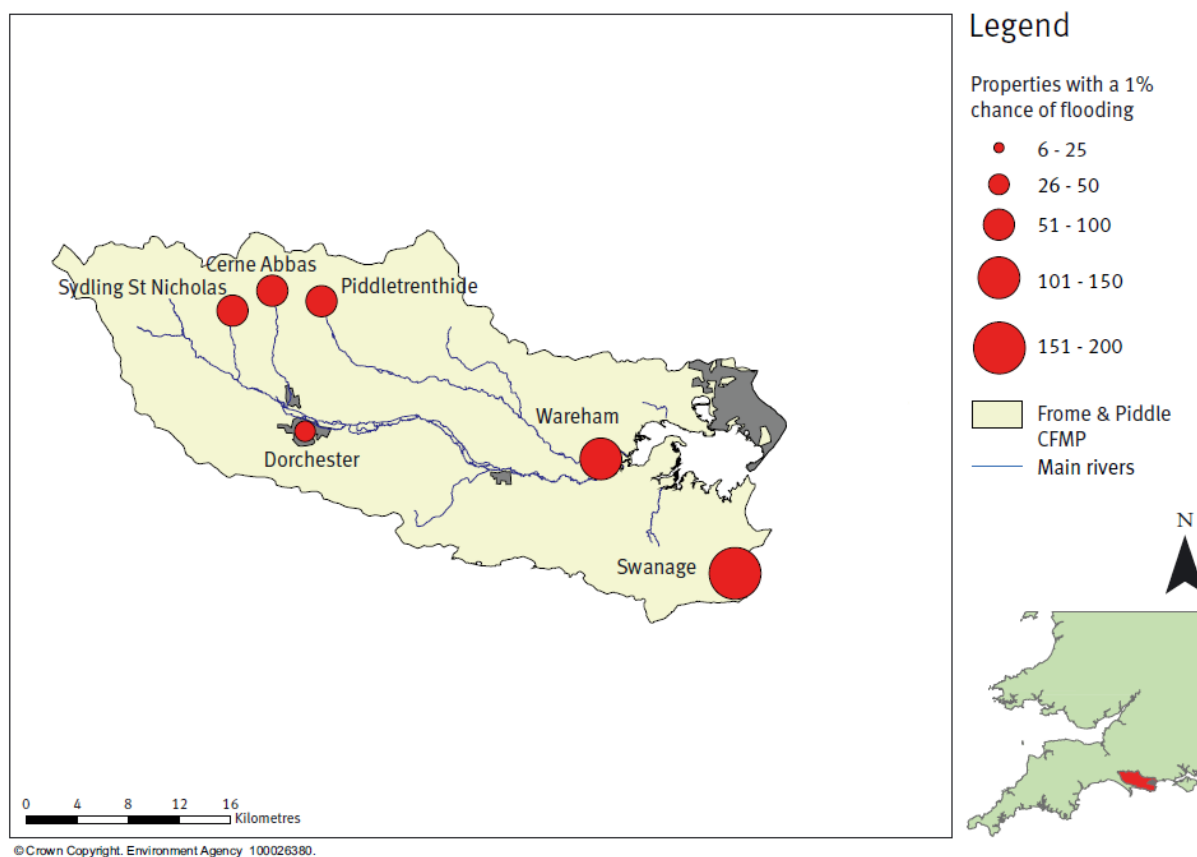 Legend
Properties with a 1%
chance of flooding
6 - 25
26 - 50
51 - 100
101 - 150
151 - 200
Frome & Piddle
CFMP
Main rivers
N
Cerne Abbas
Sydling St Nicholas
Piddletrenthide
Wareham
Dorchester
Swanage
0 4 8 12 16
Kilometres
© Crown Copyright. Environment Agency 100026380.